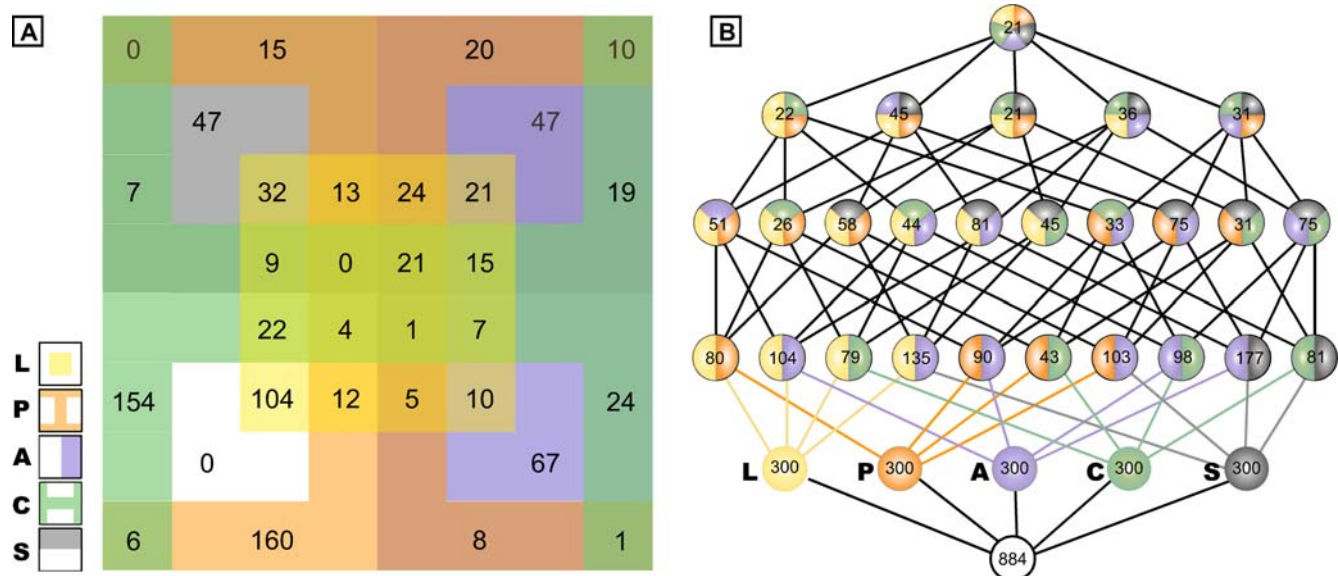 A
0 15 20 10
47 47
7 32 13 24 21 19
9 0 21 15
22 4 1 7
154 104 12 5 10 24
0 67
6 160 8 1
L
P
A
C
S
B
21
22 45 21 36 31
51 26 58 44 81 45 33 75 31 75
80 104 79 135 90 43 103 98 177 81
L 300 P 300 A 300 C 300 S 300
884